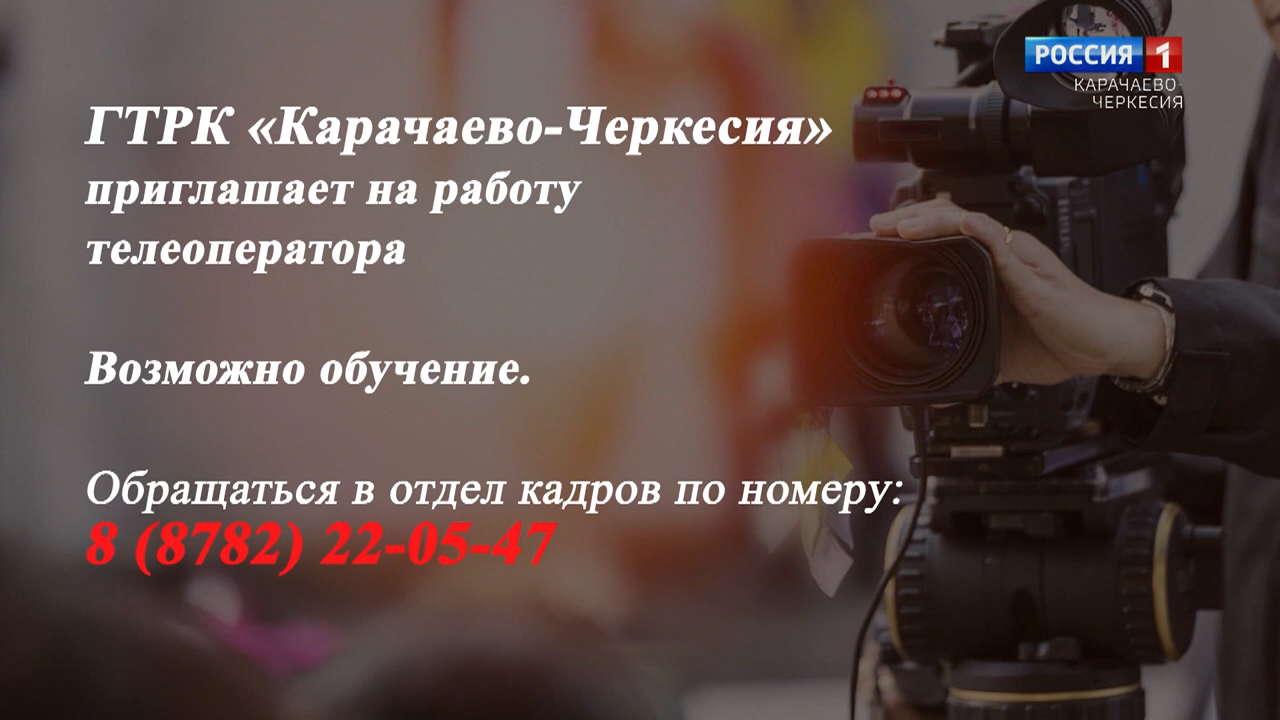 РОССИЯ 1
КАРАЧАЕВО-
ЧЕРКЕСИЯ
ГТРК «Карачаево-Черкесия»
приглашает на работу
телеоператора
Возможно обучение.
Обращаться в отдел кадров по номеру:
8 (8782) 22-05-47